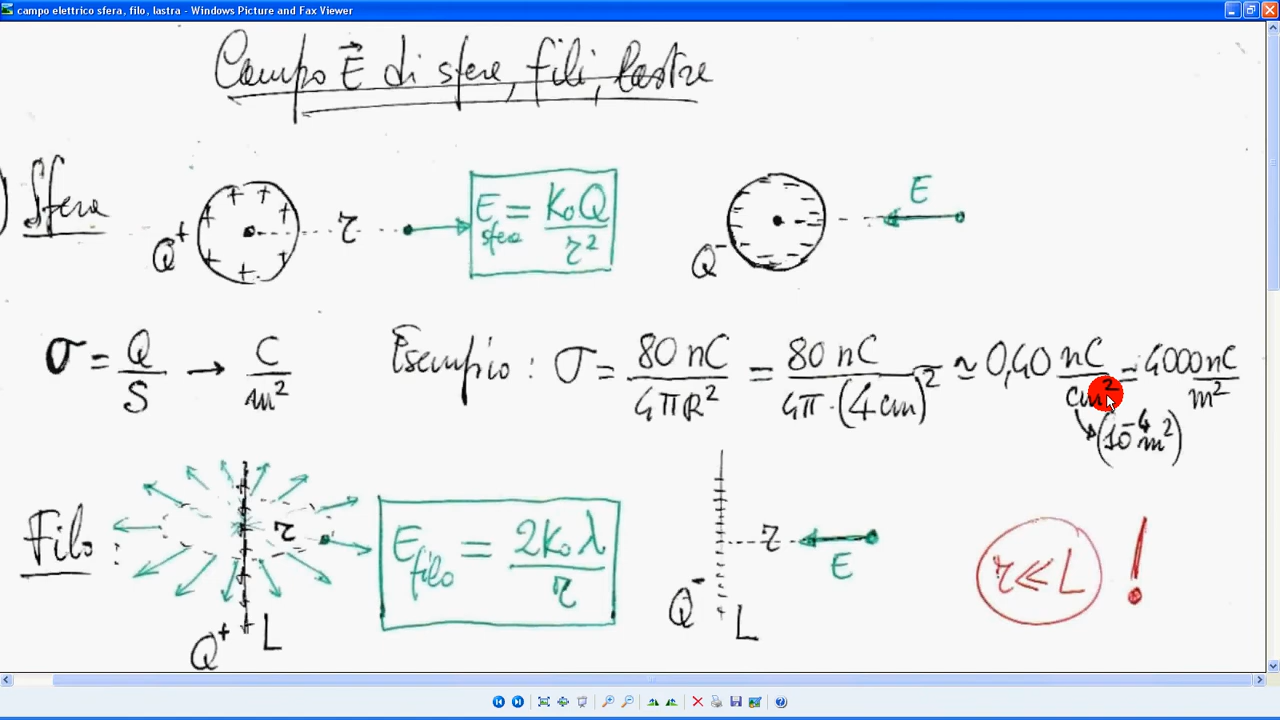 campo elettrico sfera, filo, lastra - Windows Picture and Fax Viewer
Campo E⃗ di sfere, fili, lastre
) Sfera
Q⁺ r E sfera = K₀Q / r² Q⁻ E
σ = Q/S → C/m² Esempio : σ = 80 nC / 4πR² = 80 nC / 4π·(4 cm)² ≃ 0,40 nC/cm² = 4000 nC/m²
(10⁻⁴ m²)
Filo : r E filo = 2K₀λ / r r E r << L !
Q⁺ L Q⁻ L